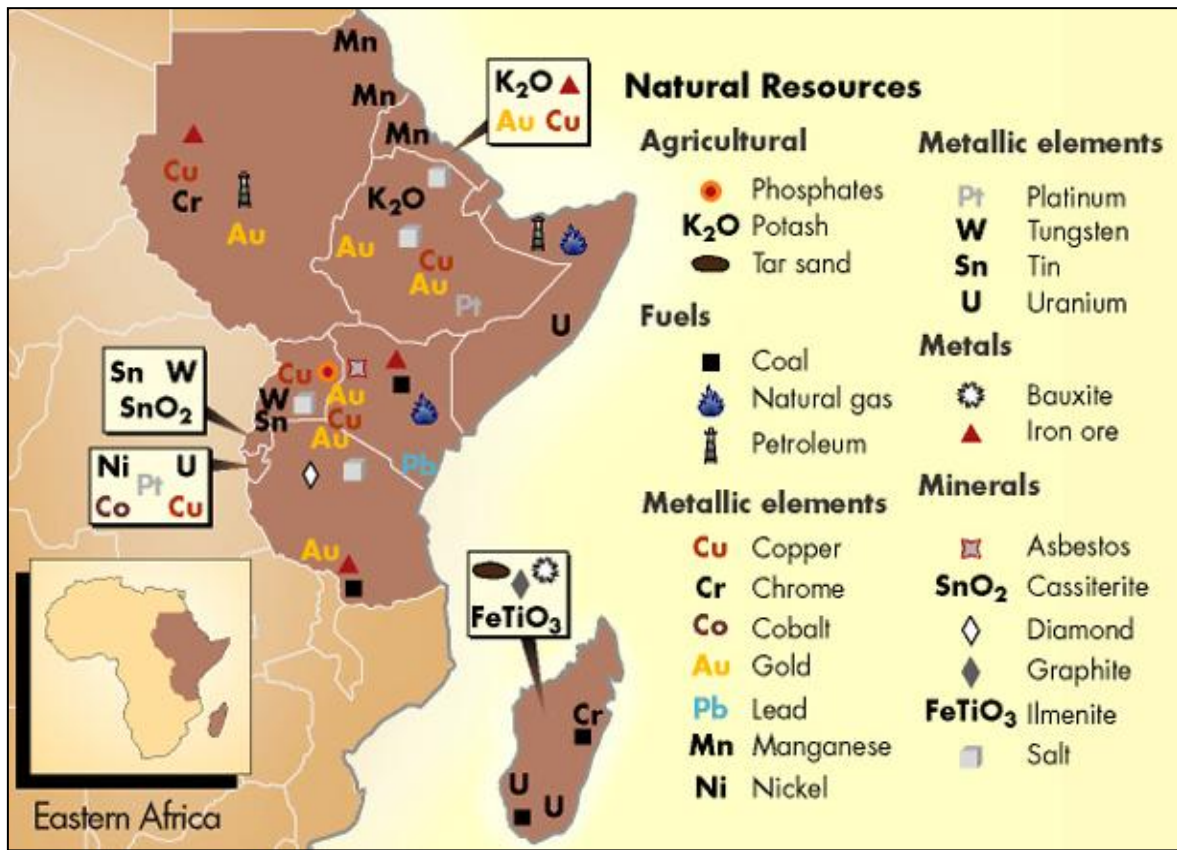 Mn
Mn
Mn
K₂O
Au Cu
Cu
Cr
Au
K₂O
Au
Cu
Au
Pt
U
Sn W
SnO₂
Cu
Au
W
Sn
Cu
Au
Ni U
Pt
Co Cu
Pb
Au
FeTiO₃
Cr
U
U
Eastern Africa
Natural Resources
Agricultural
Phosphates
K₂O Potash
Tar sand
Fuels
Coal
Natural gas
Petroleum
Metallic elements
Cu Copper
Cr Chrome
Co Cobalt
Au Gold
Pb Lead
Mn Manganese
Ni Nickel
Metallic elements
Pt Platinum
W Tungsten
Sn Tin
U Uranium
Metals
Bauxite
Iron ore
Minerals
Asbestos
SnO₂ Cassiterite
Diamond
Graphite
FeTiO₃ Ilmenite
Salt